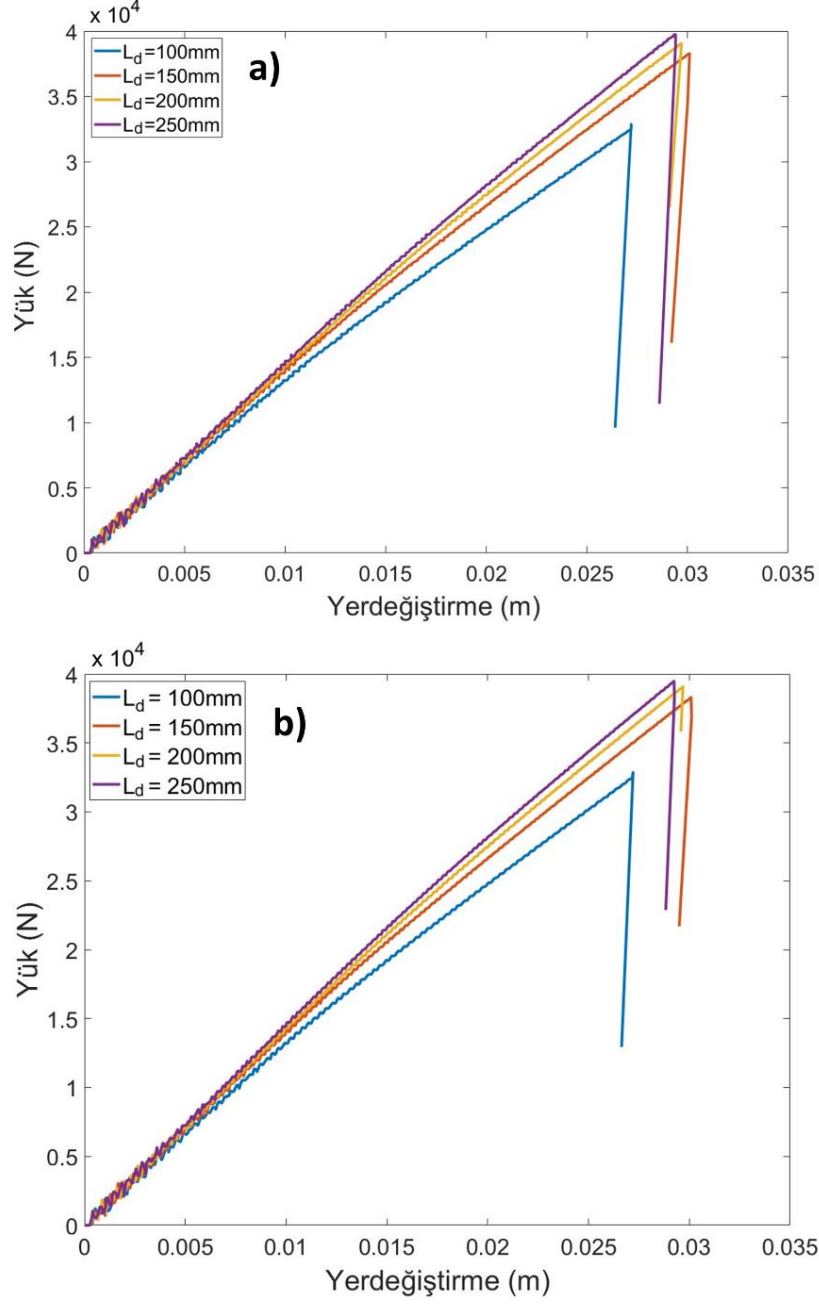 x 10⁴
4
3.5
3
2.5
2
1.5
1
0.5
0
Yük (N)
L_d=100mm
L_d=150mm
L_d=200mm
L_d=250mm
a)
0 0.005 0.01 0.015 0.02 0.025 0.03 0.035
Yerdeğiştirme (m)
x 10⁴
4
3.5
3
2.5
2
1.5
1
0.5
0
Yük (N)
L_d = 100mm
L_d = 150mm
L_d = 200mm
L_d = 250mm
b)
0 0.005 0.01 0.015 0.02 0.025 0.03 0.035
Yerdeğiştirme (m)